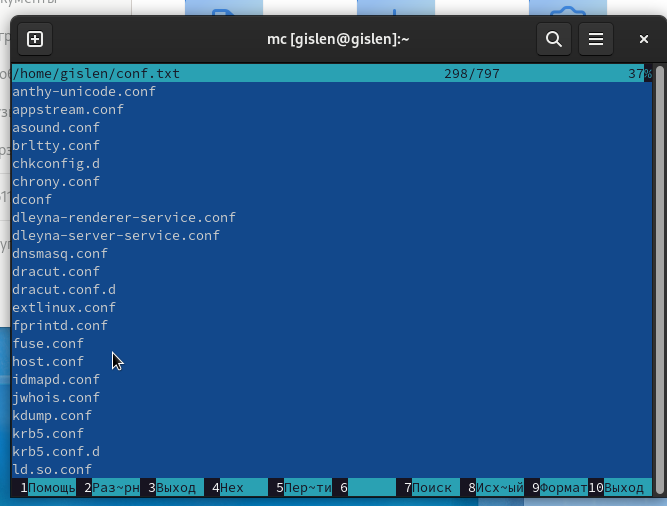 mc [gislen@gislen]:~
/home/gislen/conf.txt 298/797 37%
anthy-unicode.conf
appstream.conf
asound.conf
brltty.conf
chkconfig.d
chrony.conf
dconf
dleyna-renderer-service.conf
dleyna-server-service.conf
dnsmasq.conf
dracut.conf
dracut.conf.d
extlinux.conf
fprintd.conf
fuse.conf
host.conf
idmapd.conf
jwhois.conf
kdump.conf
krb5.conf
krb5.conf.d
ld.so.conf
1Помощь 2Раз~рн 3Выход 4Hex 5Пер~ти 6 7Поиск 8Исх~ый 9Формат 10Выход